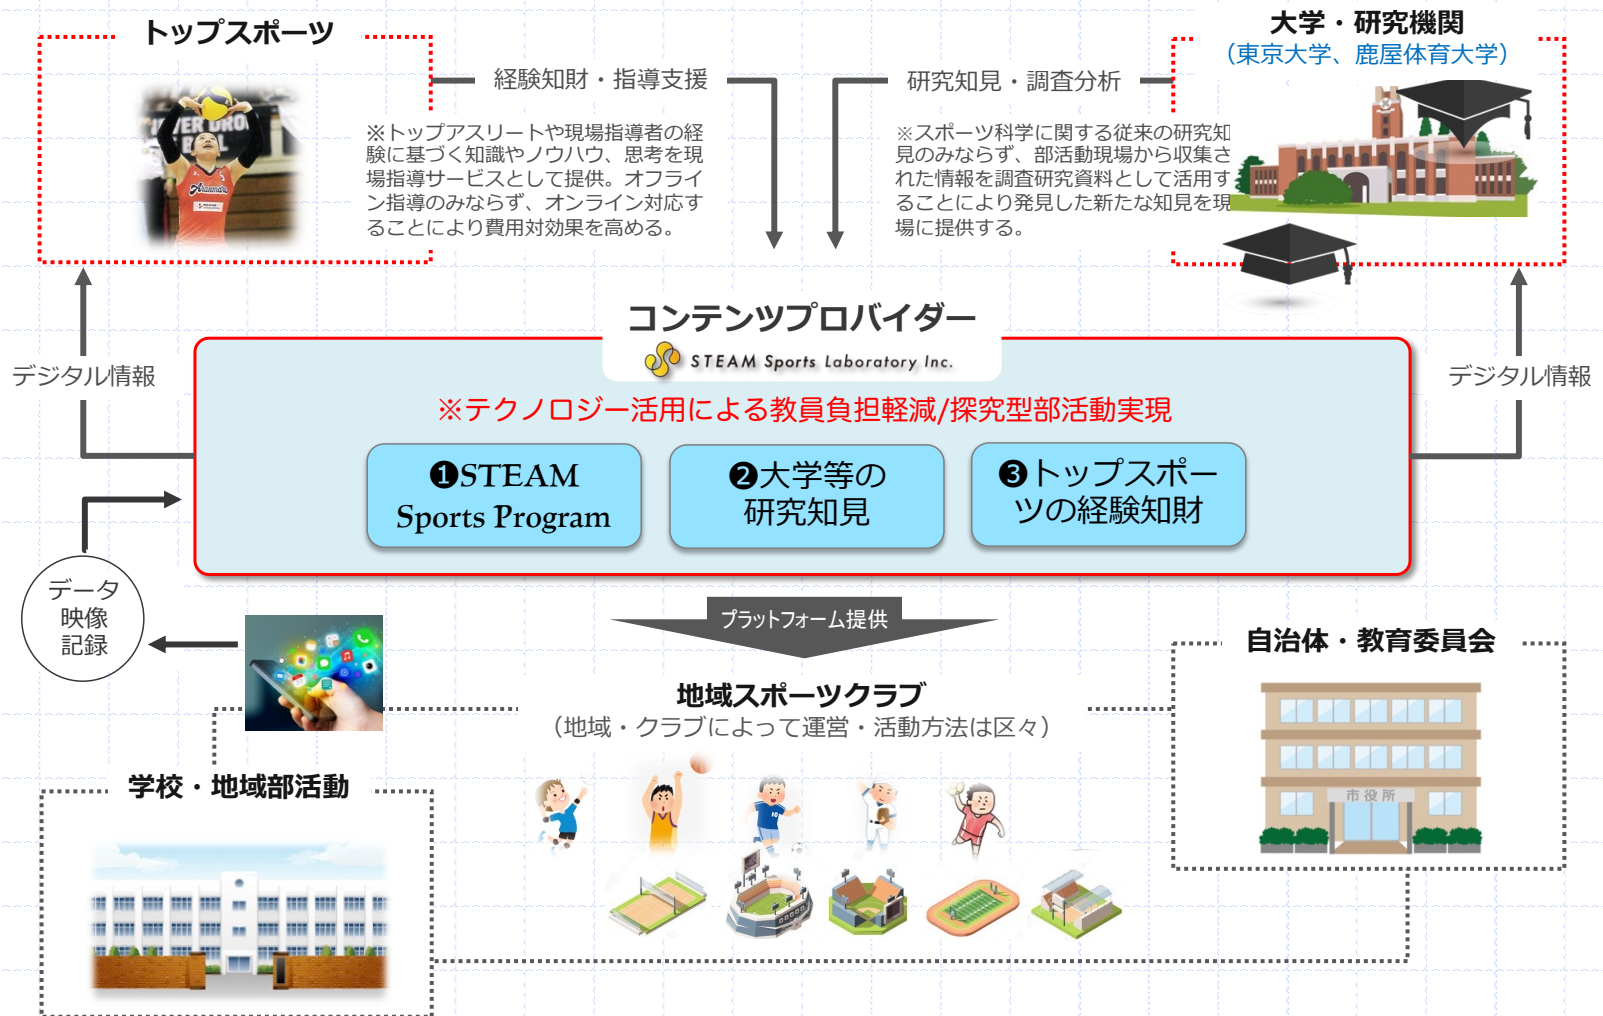 トップスポーツ
大学・研究機関
（東京大学、鹿屋体育大学）
経験知財・指導支援
研究知見・調査分析
※トップアスリートや現場指導者の経
験に基づく知識やノウハウ、思考を現
場指導サービスとして提供。オフライ
ン指導のみならず、オンライン対応す
ることにより費用対効果を高める。
※スポーツ科学に関する従来の研究知
見のみならず、部活動現場から収集さ
れた情報を調査研究資料として活用す
ることにより発見した新たな知見を現
場に提供する。
コンテンツプロバイダー
STEAM Sports Laboratory Inc.
デジタル情報
デジタル情報
※テクノロジー活用による教員負担軽減/探究型部活動実現
❶STEAM
Sports Program
❷大学等の
研究知見
❸トップスポー
ツの経験知財
データ
映像
記録
プラットフォーム提供
自治体・教育委員会
地域スポーツクラブ
（地域・クラブによって運営・活動方法は区々）
市役所
学校・地域部活動